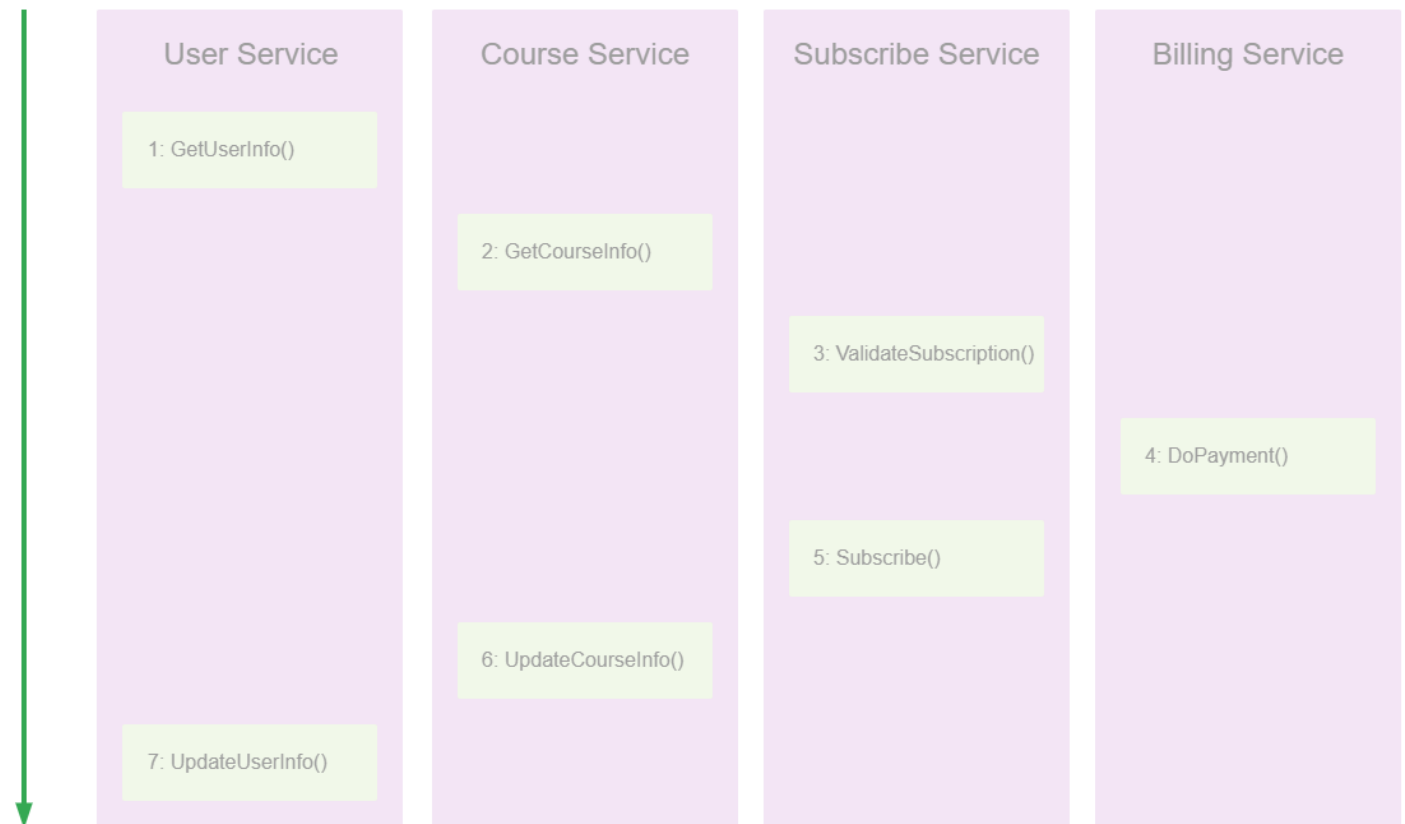 User Service
Course Service
Subscribe Service
Billing Service
1: GetUserInfo()
2: GetCourseInfo()
3: ValidateSubscription()
4: DoPayment()
5: Subscribe()
6: UpdateCourseInfo()
7: UpdateUserInfo()